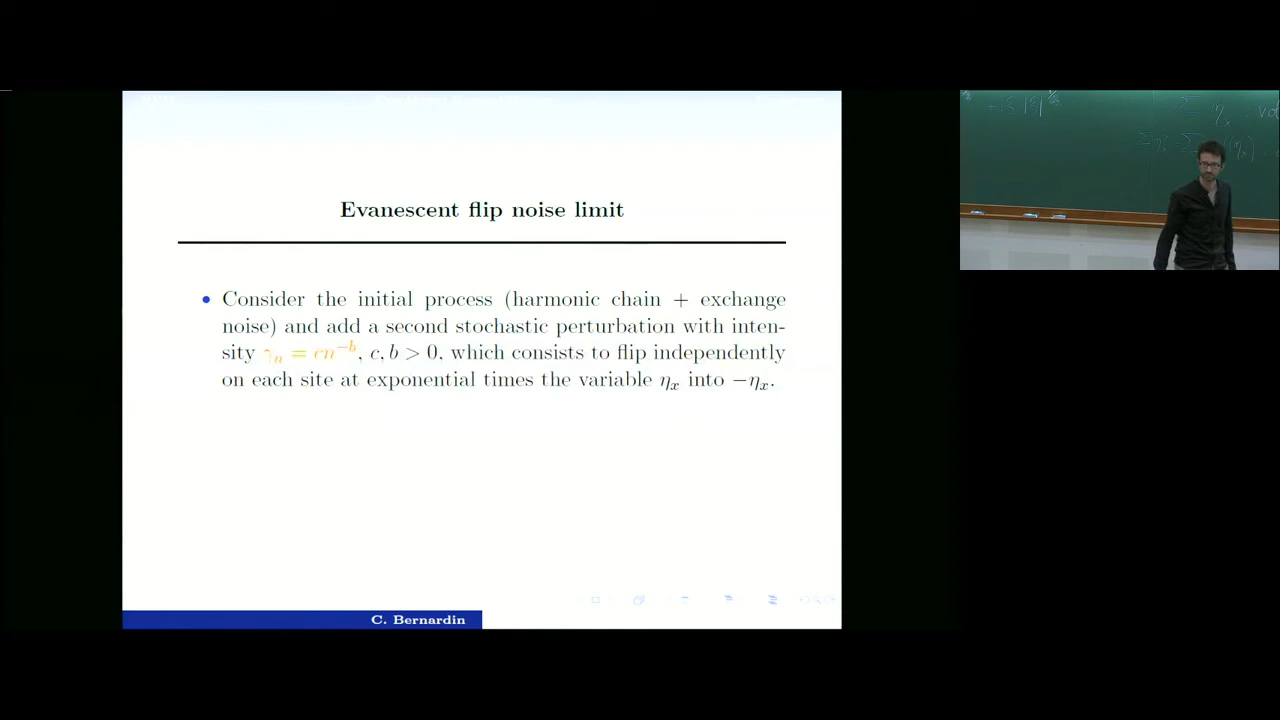 Evanescent flip noise limit
• Consider the initial process (harmonic chain + exchange
noise) and add a second stochastic perturbation with inten-
sity γₙ = cn⁻ᵇ, c, b > 0, which consists to flip independently
on each site at exponential times the variable ηₓ into −ηₓ.
C. Bernardin